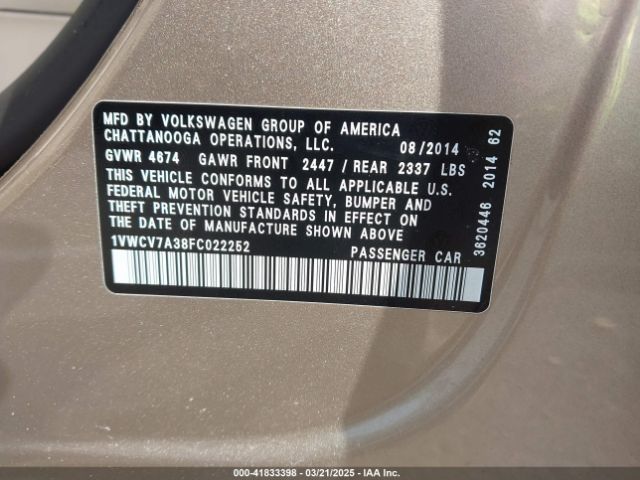 MFD BY VOLKSWAGEN GROUP OF AMERICA
CHATTANOOGA OPERATIONS, LLC. 08/2014
GVWR 4674 GAWR FRONT 2447 / REAR 2337 LBS
THIS VEHICLE CONFORMS TO ALL APPLICABLE U.S.
FEDERAL MOTOR VEHICLE SAFETY, BUMPER AND
THEFT PREVENTION STANDARDS IN EFFECT ON
THE DATE OF MANUFACTURE SHOWN ABOVE
1VWCV7A38FC022252 PASSENGER CAR
3620446 2014 62
000-41833398 - 03/21/2025 - IAAI.COM